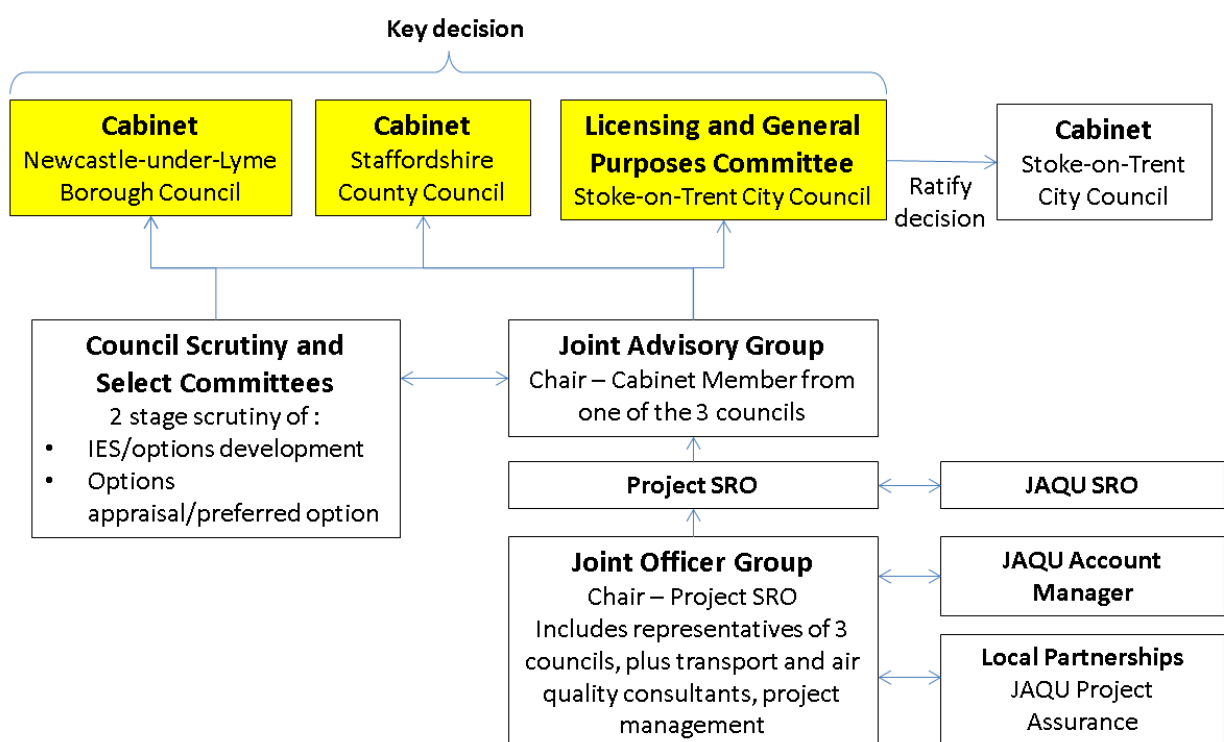 Key decision
Cabinet
Newcastle-under-Lyme
Borough Council
Cabinet
Staffordshire
County Council
Licensing and General
Purposes Committee
Stoke-on-Trent City Council
Ratify
decision
Cabinet
Stoke-on-Trent
City Council
Council Scrutiny and
Select Committees
2 stage scrutiny of :
• IES/options development
• Options
appraisal/preferred option
Joint Advisory Group
Chair – Cabinet Member from
one of the 3 councils
Project SRO
JAQU SRO
Joint Officer Group
Chair – Project SRO
Includes representatives of 3
councils, plus transport and air
quality consultants, project
management
JAQU Account
Manager
Local Partnerships
JAQU Project
Assurance